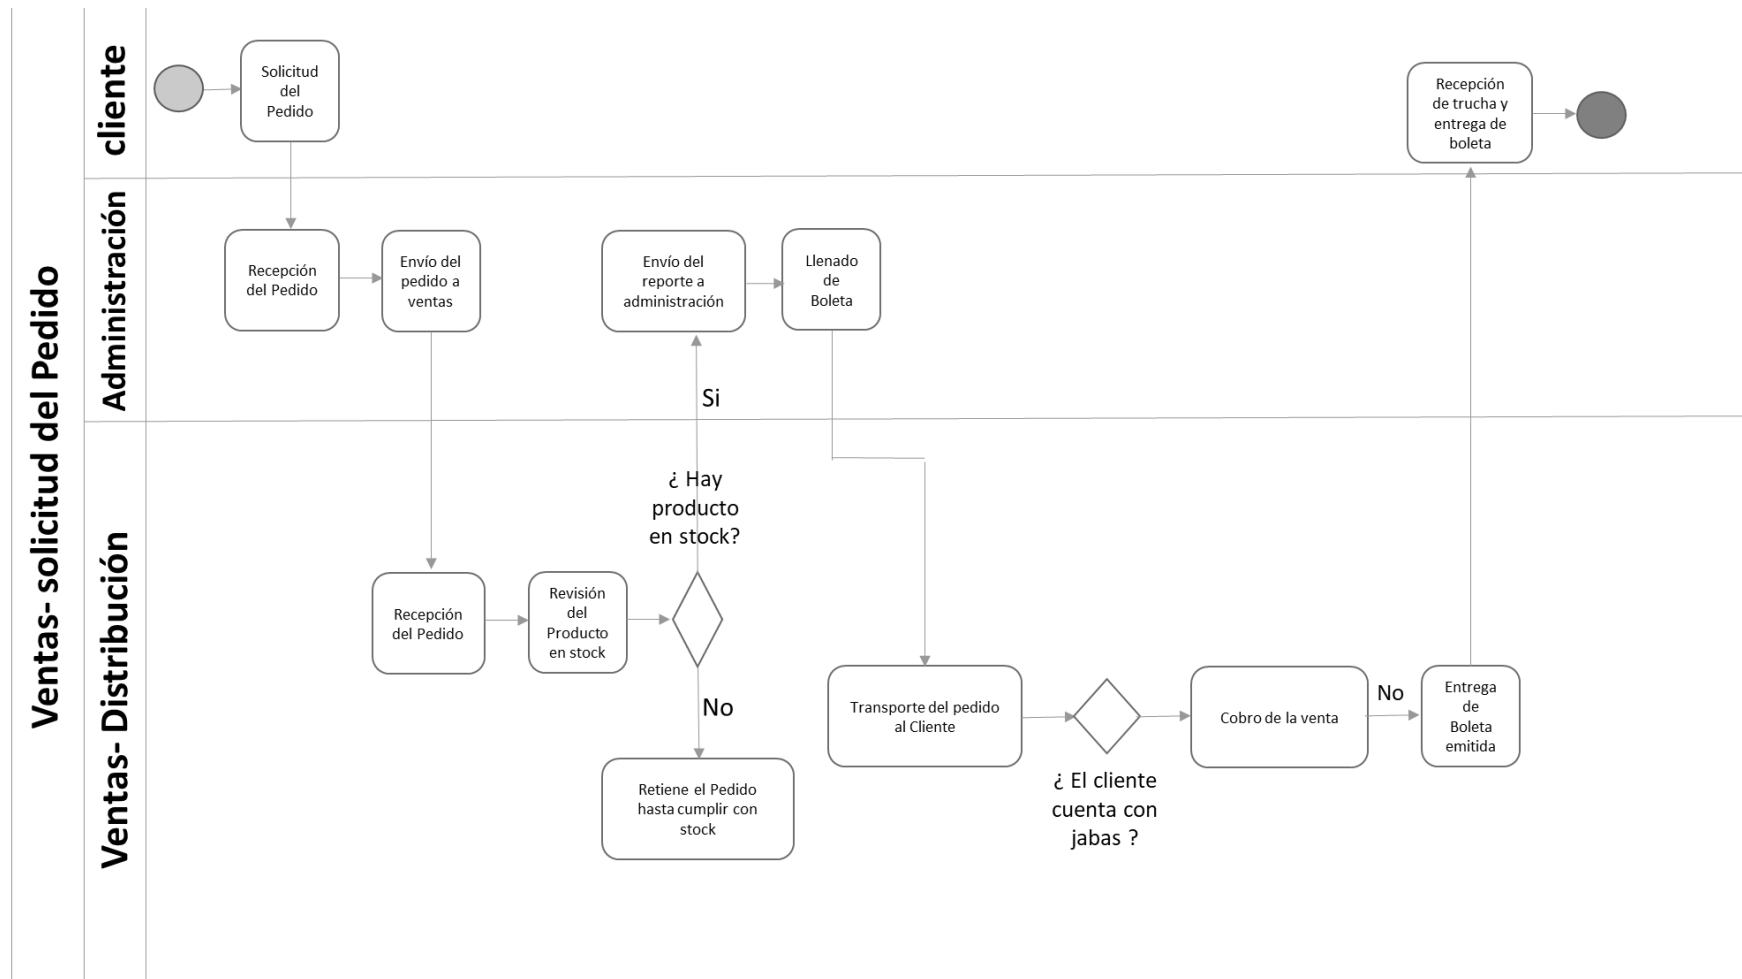 Ventas- solicitud del Pedido
cliente
Solicitud
del
Pedido
Recepción
de trucha y
entrega de
boleta
Administración
Recepción
del Pedido
Envío del
pedido a
ventas
Envío del
reporte a
administración
Llenado
de
Boleta
Si
Ventas- Distribución
¿ Hay
producto
en stock?
Recepción
del Pedido
Revisión
del
Producto
en stock
No
Retiene el Pedido
hasta cumplir con
stock
Transporte del pedido
al Cliente
¿ El cliente
cuenta con
jabas ?
Cobro de la venta
No
Entrega
de
Boleta
emitida